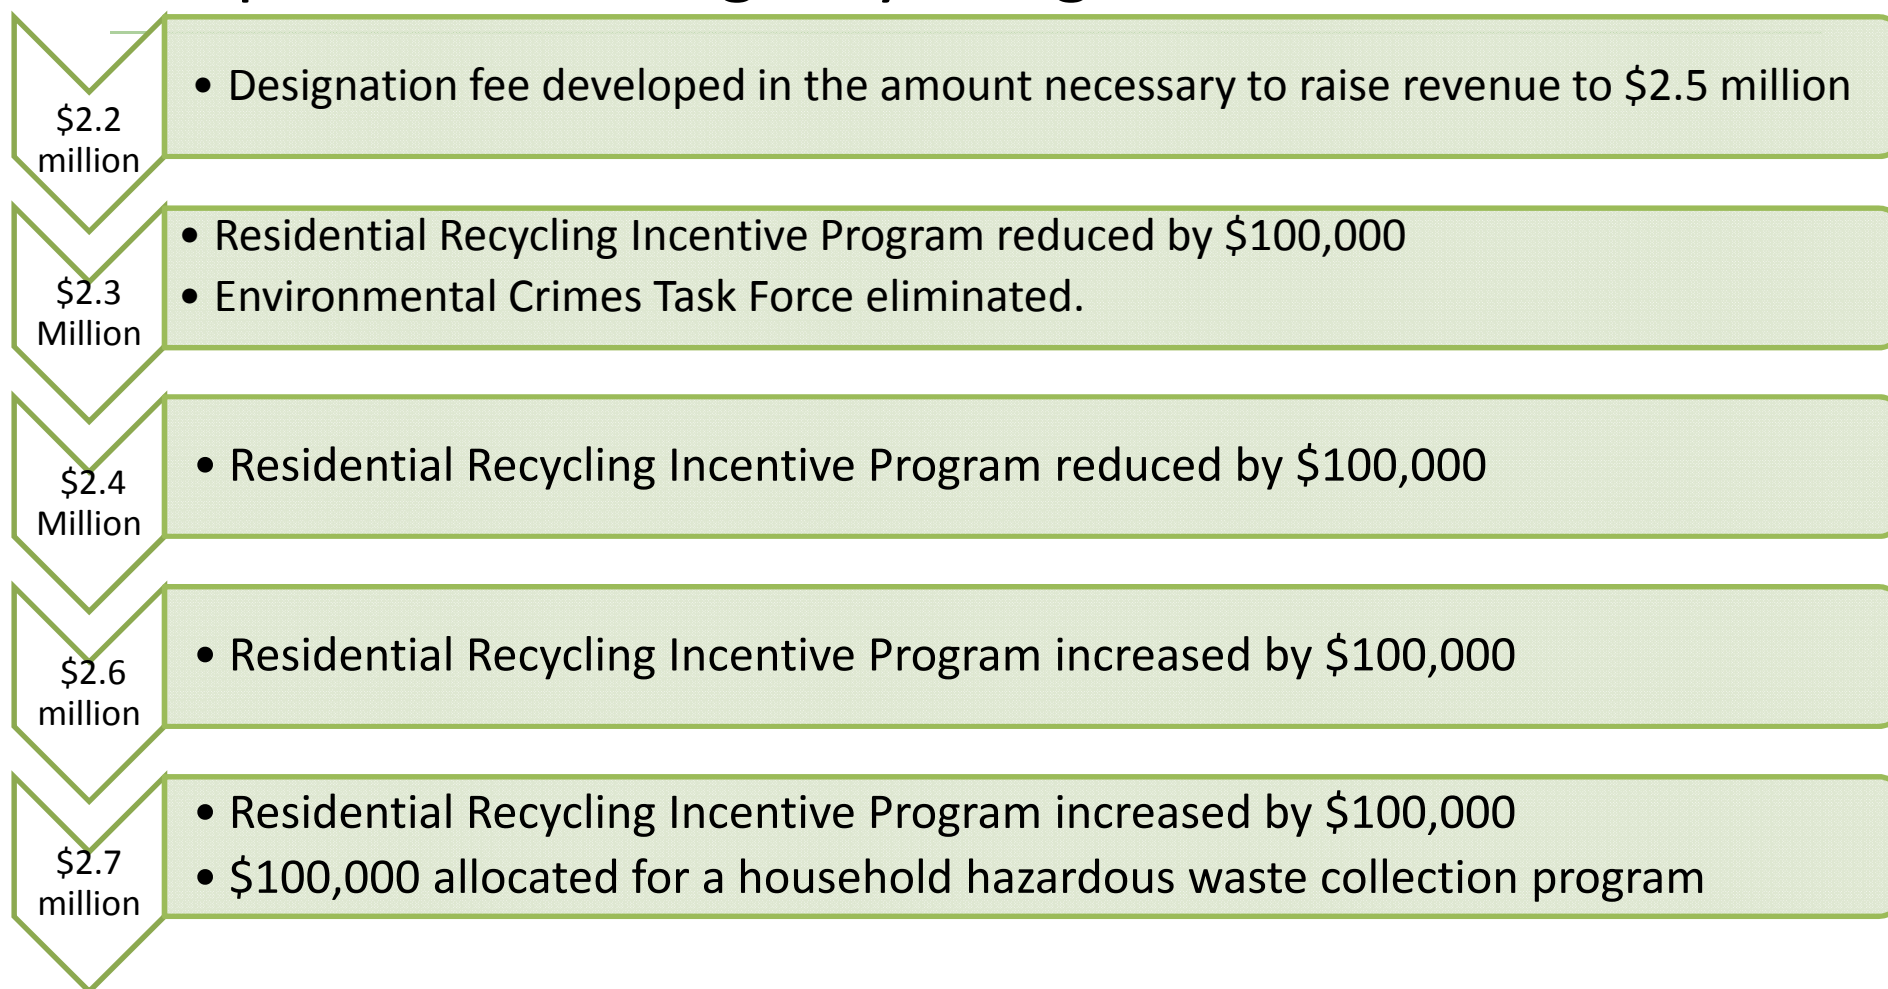 $2.2
million
• Designation fee developed in the amount necessary to raise revenue to $2.5 million
$2.3
Million
• Residential Recycling Incentive Program reduced by $100,000
• Environmental Crimes Task Force eliminated.
$2.4
Million
• Residential Recycling Incentive Program reduced by $100,000
$2.6
million
• Residential Recycling Incentive Program increased by $100,000
$2.7
million
• Residential Recycling Incentive Program increased by $100,000
• $100,000 allocated for a household hazardous waste collection program